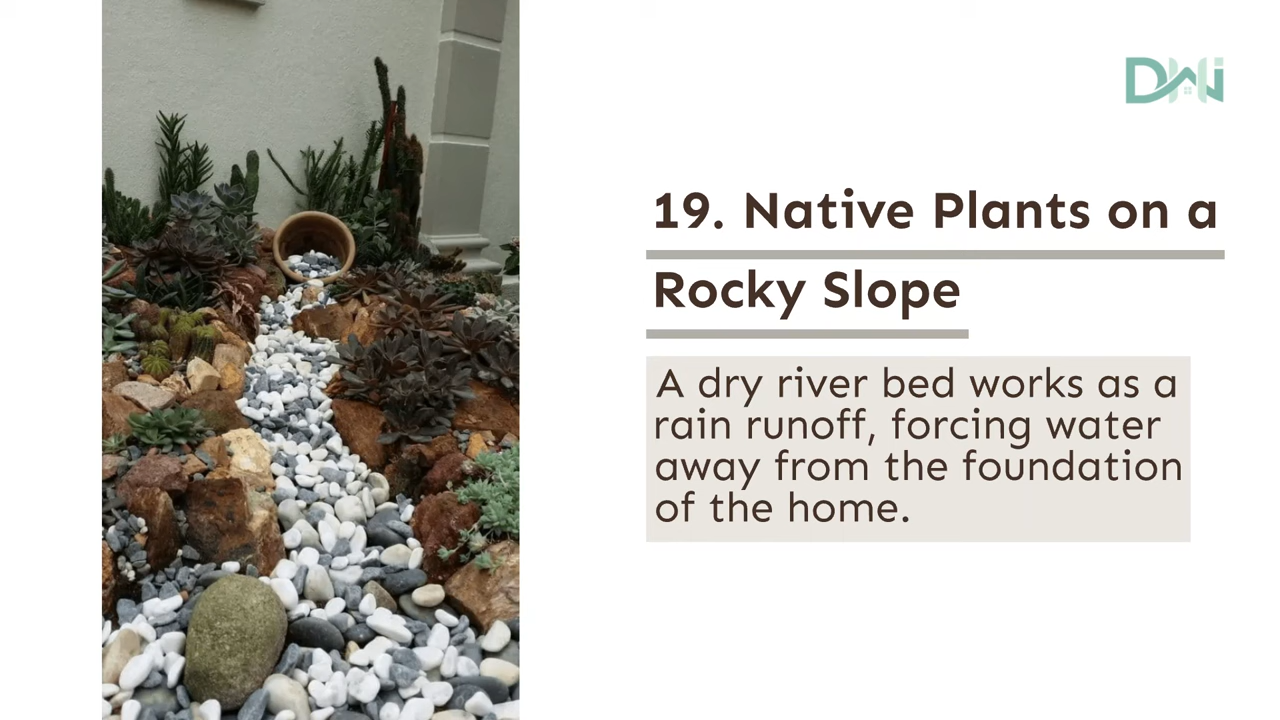 DWi
19. Native Plants on a
Rocky Slope
A dry river bed works as a
rain runoff, forcing water
away from the foundation
of the home.